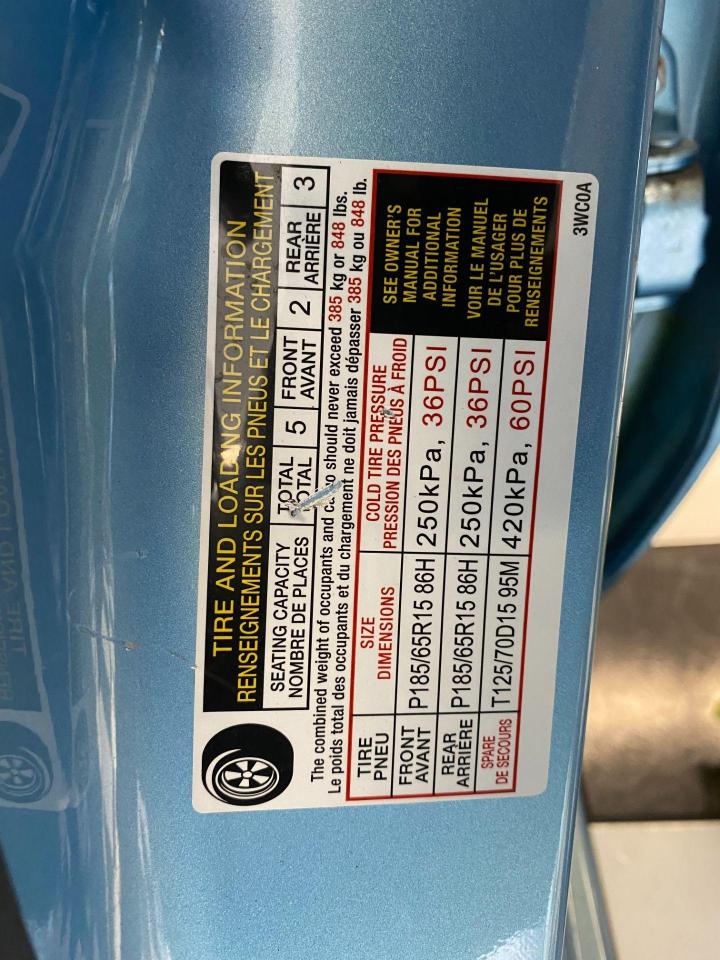 TIRE AND LOADING INFORMATION
RENSEIGNEMENTS SUR LES PNEUS ET LE CHARGEMENT
SEATING CAPACITY TOTAL 5 FRONT 2 REAR 3
NOMBRE DE PLACES TOTAL AVANT ARRIÈRE
The combined weight of occupants and cargo should never exceed 385 kg or 848 lbs.
Le poids total des occupants et du chargement ne doit jamais dépasser 385 kg ou 848 lb.
TIRE SIZE COLD TIRE PRESSURE
PNEU DIMENSIONS PRESSION DES PNEUS À FROID
FRONT AVANT P185/65R15 86H 250kPa, 36PSI
REAR ARRIÈRE P185/65R15 86H 250kPa, 36PSI
SPARE DE SECOURS T125/70D15 95M 420kPa, 60PSI
SEE OWNER'S
MANUAL FOR
ADDITIONAL
INFORMATION
VOIR LE MANUEL
DE L'USAGER
POUR PLUS DE
RENSEIGNEMENTS
3WC0A